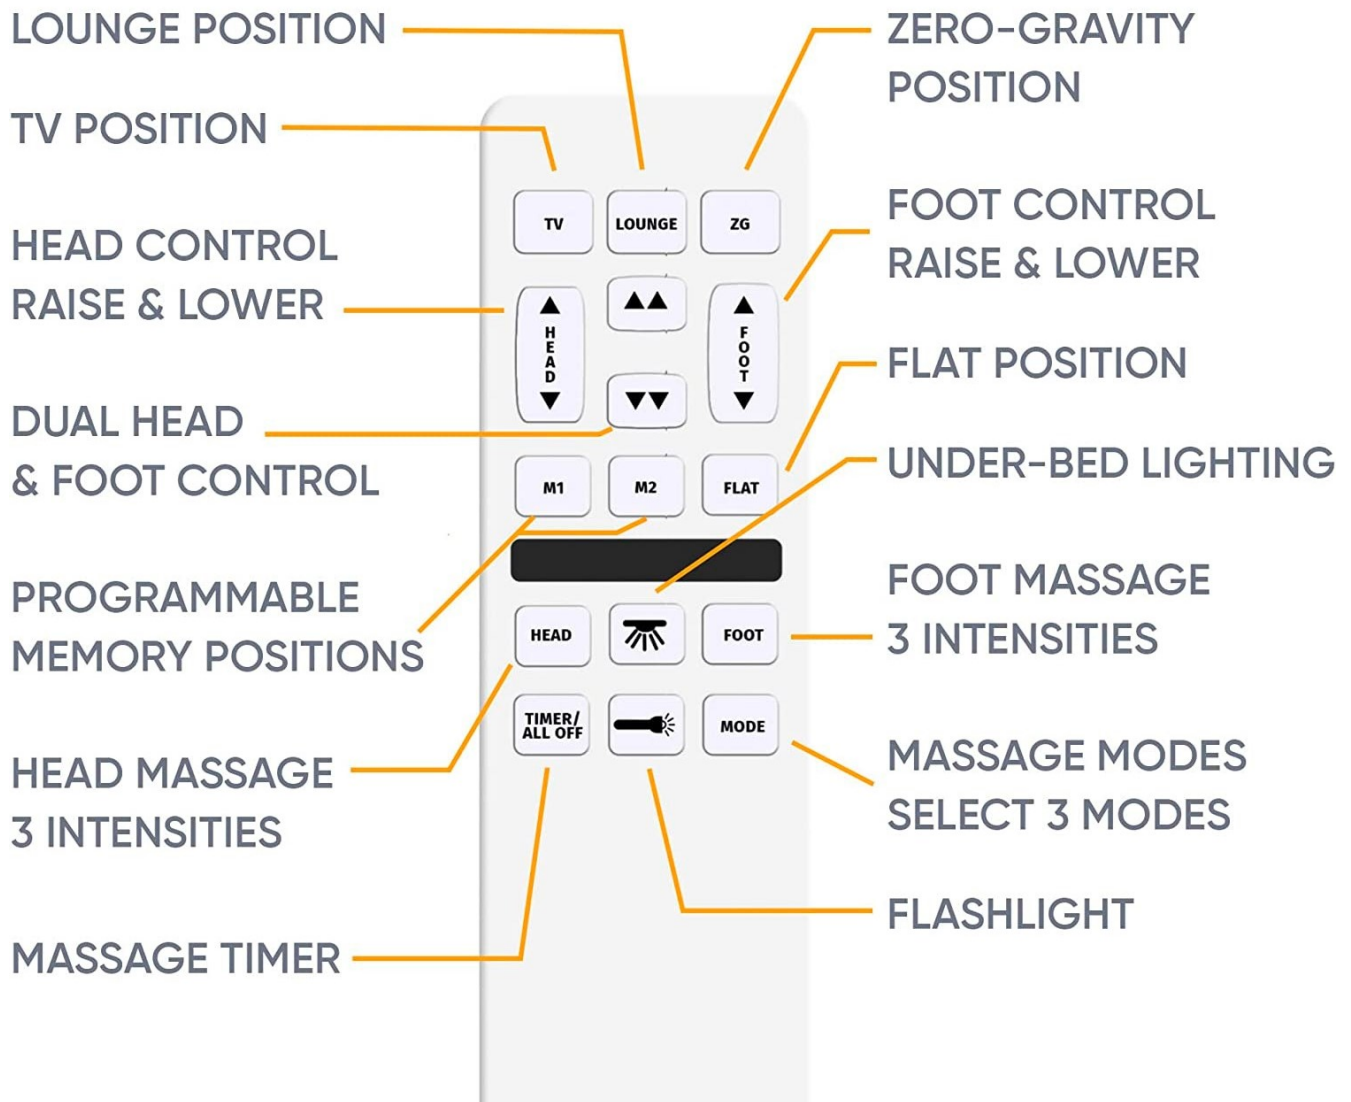 LOUNGE POSITION
ZERO-GRAVITY
POSITION
TV POSITION
HEAD CONTROL
RAISE & LOWER
FOOT CONTROL
RAISE & LOWER
DUAL HEAD
& FOOT CONTROL
FLAT POSITION
UNDER-BED LIGHTING
PROGRAMMABLE
MEMORY POSITIONS
FOOT MASSAGE
3 INTENSITIES
HEAD MASSAGE
3 INTENSITIES
MASSAGE MODES
SELECT 3 MODES
MASSAGE TIMER
FLASHLIGHT
TV
LOUNGE
ZG
HEAD
FOOT
M1
M2
FLAT
HEAD
FOOT
TIMER/
ALL OFF
MODE